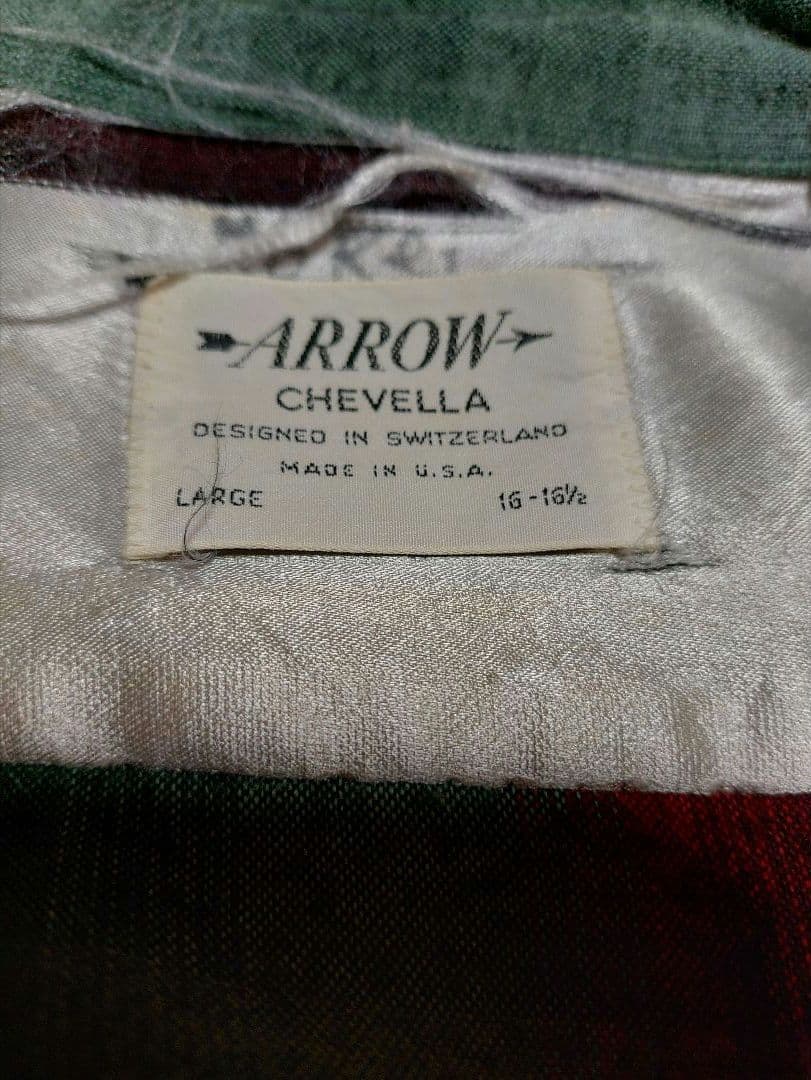 ARROW
CHEVELLA
DESIGNED IN SWITZERLAND
MADE IN U.S.A.
LARGE 16-16½